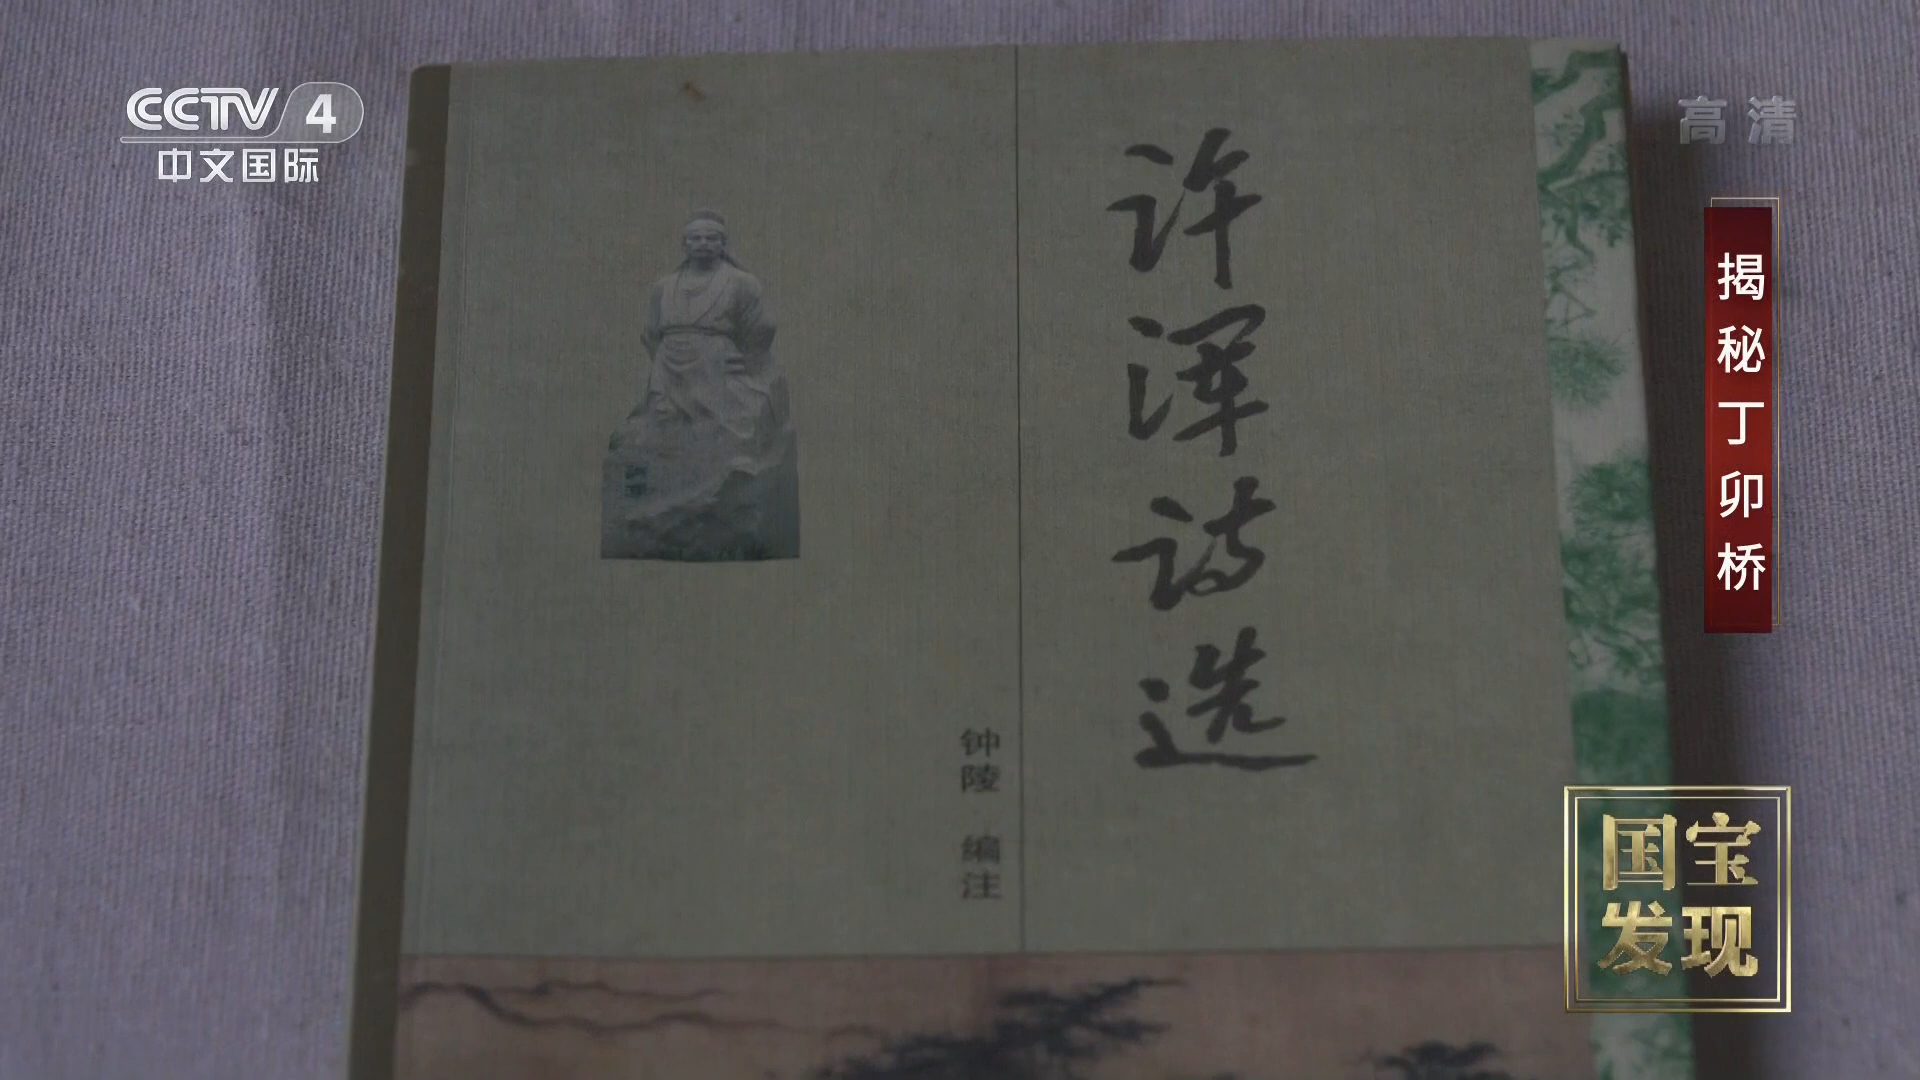 CCTV 4
中文国际
高清
揭秘丁卯桥
许浑诗选
钟陵 编注
国宝
发现